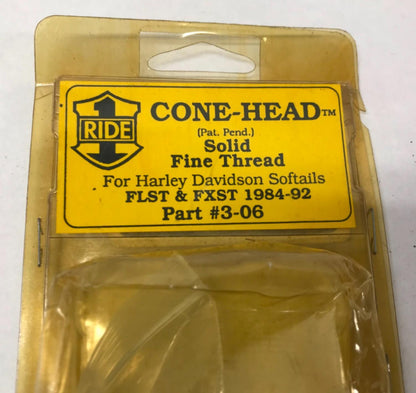 1
RIDE
CONE-HEAD™
(Pat. Pend.)
Solid
Fine Thread
For Harley Davidson Softails
FLST & FXST 1984-92
Part #3-06